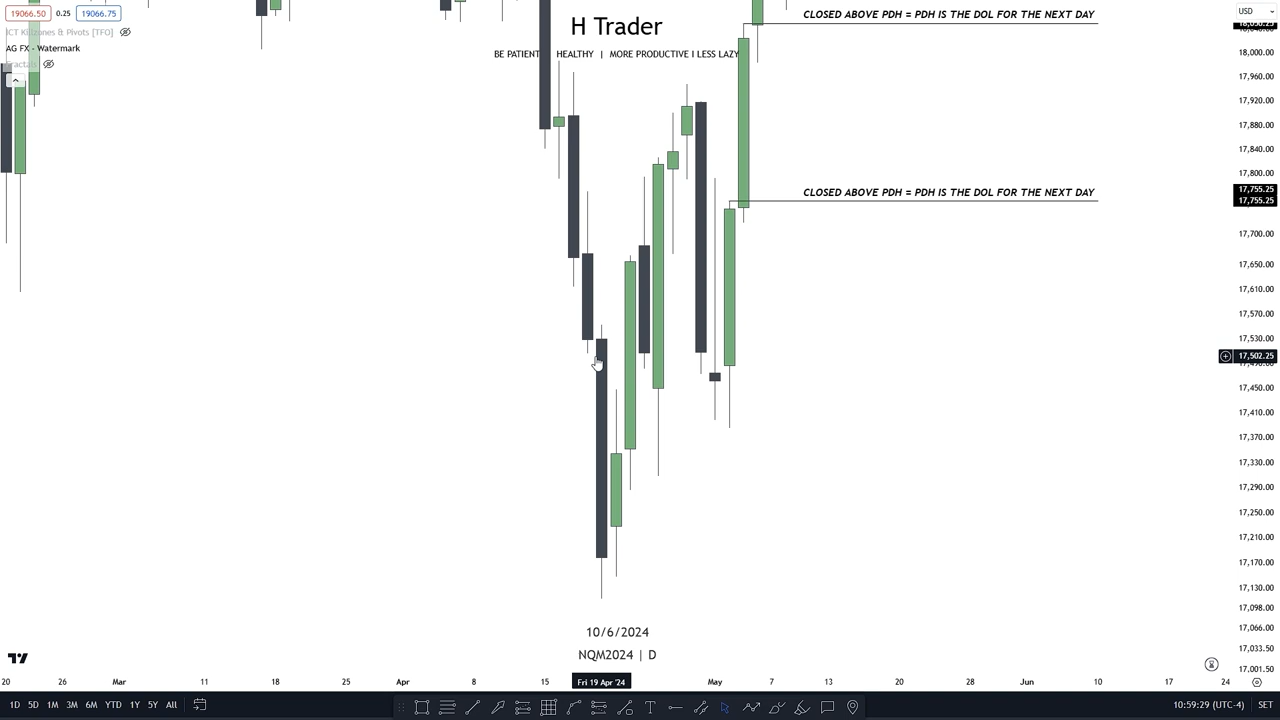 19066.50 0.25 19066.75
ICT Killzones & Pivots [TFO]
AG FX - Watermark
Fractals
H Trader
BE PATIENT HEALTHY | MORE PRODUCTIVE I LESS LAZY
CLOSED ABOVE PDH = PDH IS THE DOL FOR THE NEXT DAY
CLOSED ABOVE PDH = PDH IS THE DOL FOR THE NEXT DAY
USD
18,000.00
17,960.00
17,920.00
17,880.00
17,840.00
17,800.00
17,755.25
17,755.25
17,700.00
17,650.00
17,610.00
17,570.00
17,530.00
17,502.25
17,450.00
17,410.00
17,370.00
17,330.00
17,290.00
17,250.00
17,210.00
17,170.00
17,130.00
17,098.00
17,066.00
17,033.50
17,001.50
10/6/2024
NQM2024 | D
20 26 Mar 11 18 25 Apr 8 15 Fri 19 Apr '24 May 7 13 20 28 Jun 10 17 24
1D 5D 1M 3M 6M YTD 1Y 5Y All
10:59:29 (UTC-4) SET